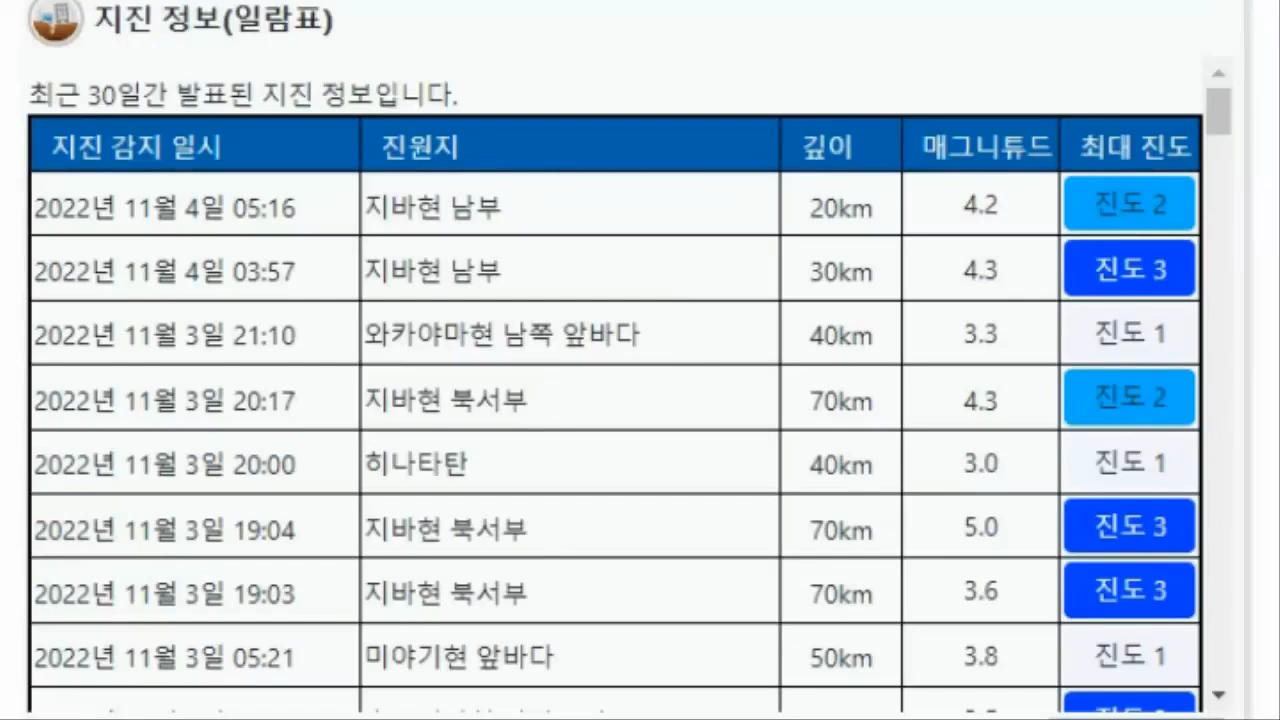 지진 정보(일람표)
최근 30일간 발표된 지진 정보입니다.
지진 감지 일시 진원지 깊이 매그니튜드 최대 진도
2022년 11월 4일 05:16 지바현 남부 20km 4.2 진도 2
2022년 11월 4일 03:57 지바현 남부 30km 4.3 진도 3
2022년 11월 3일 21:10 와카야마현 남쪽 앞바다 40km 3.3 진도 1
2022년 11월 3일 20:17 지바현 북서부 70km 4.3 진도 2
2022년 11월 3일 20:00 히나타탄 40km 3.0 진도 1
2022년 11월 3일 19:04 지바현 북서부 70km 5.0 진도 3
2022년 11월 3일 19:03 지바현 북서부 70km 3.6 진도 3
2022년 11월 3일 05:21 미야기현 앞바다 50km 3.8 진도 1